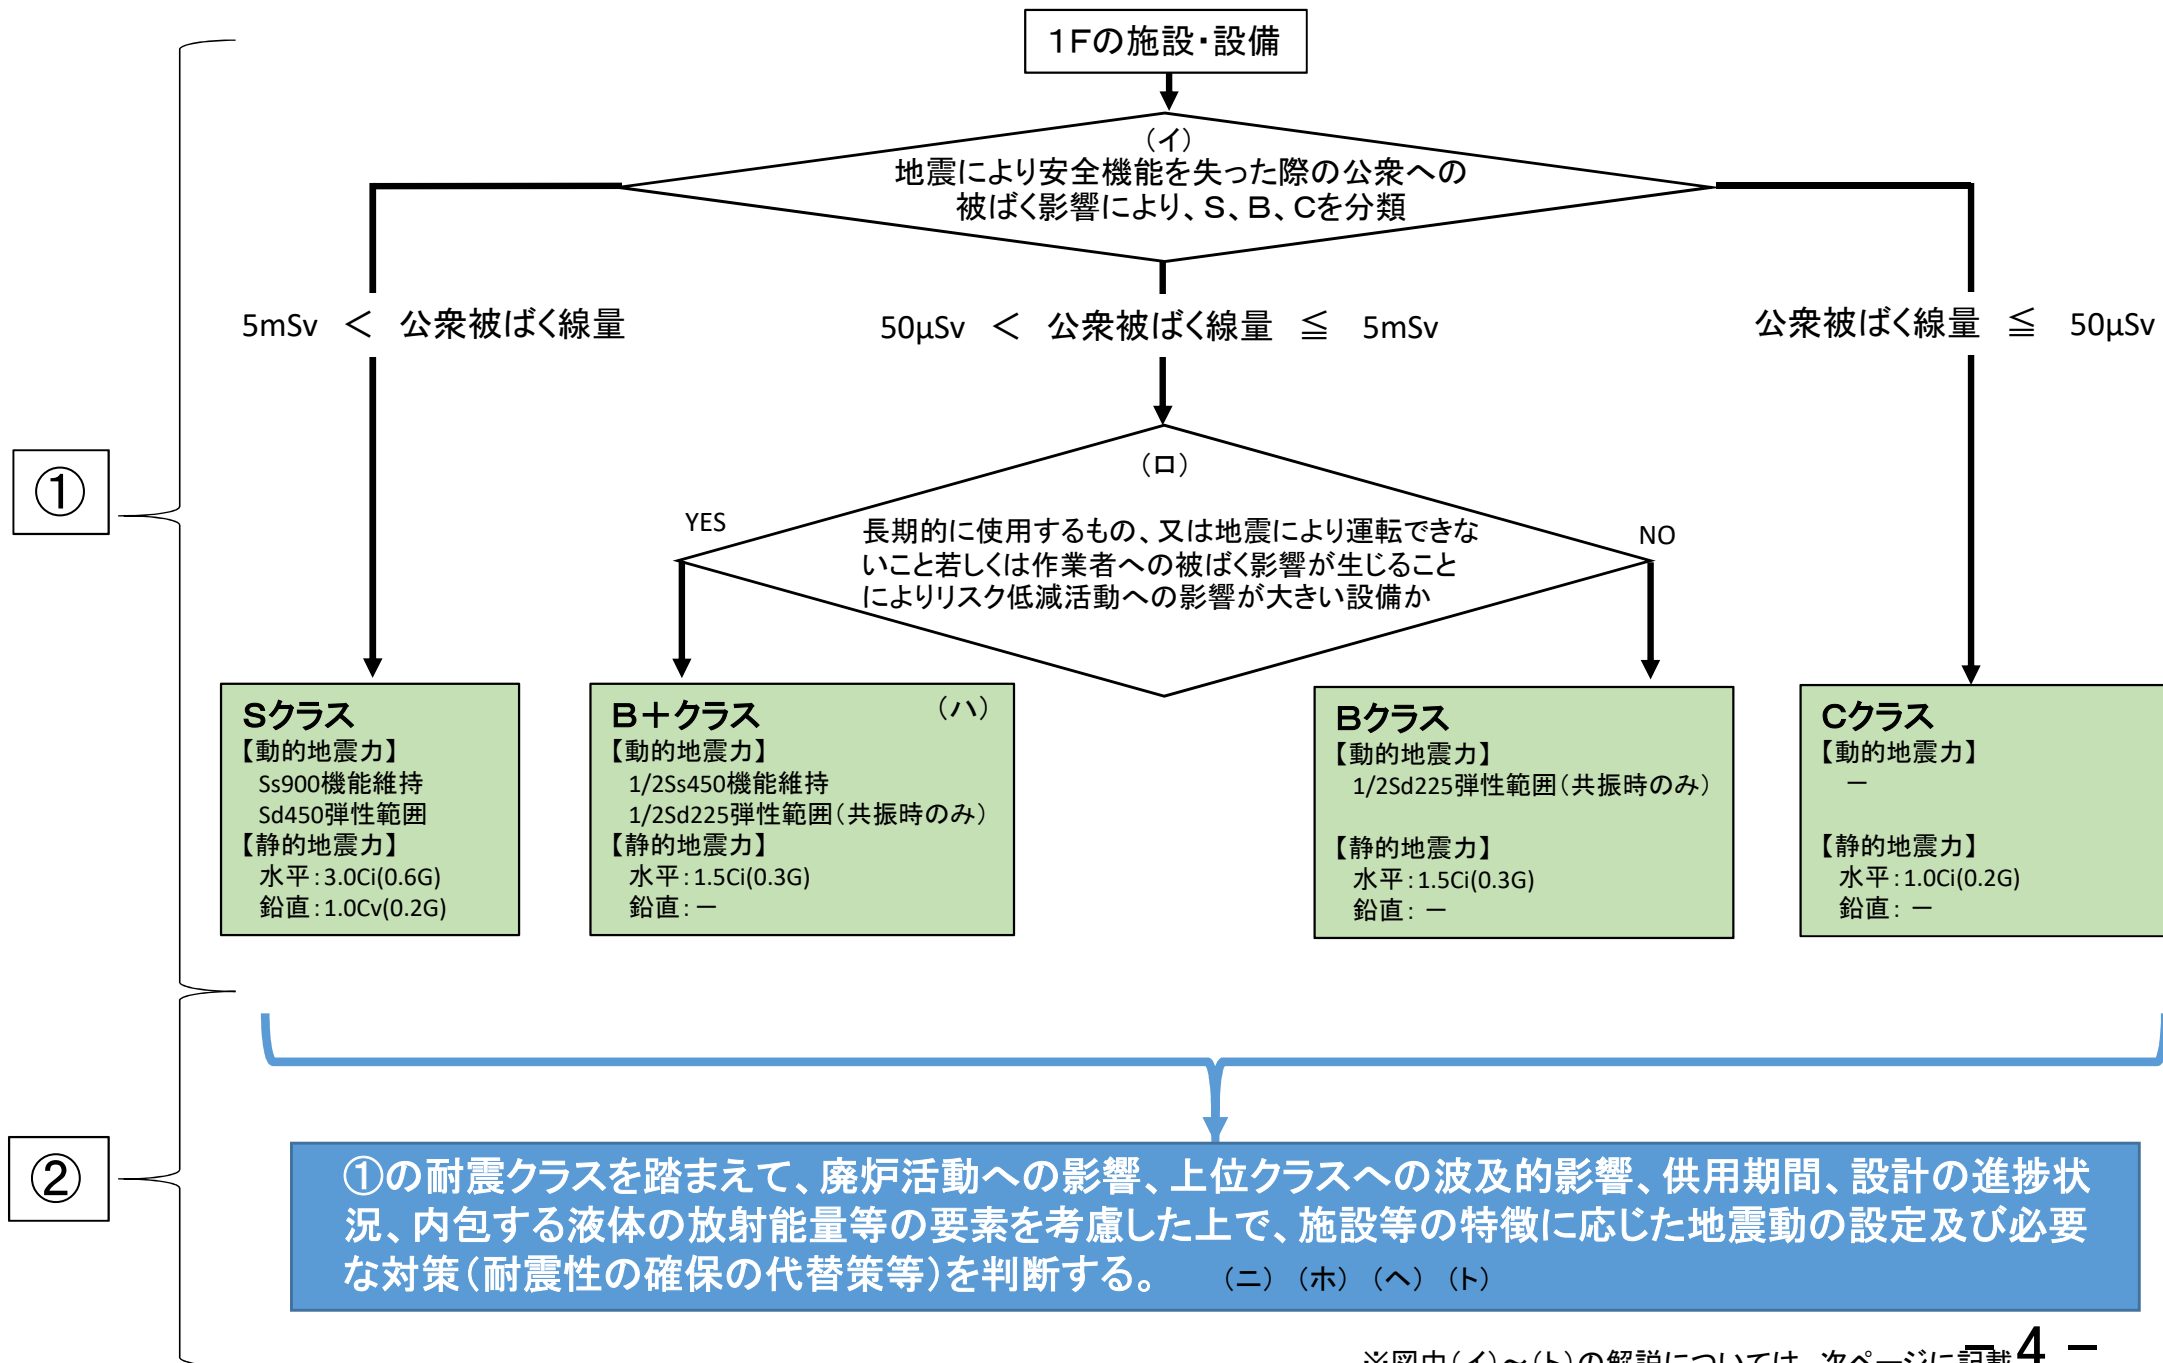 1Fの施設・設備
（イ）
地震により安全機能を失った際の公衆への
被ばく影響により、S、B、Cを分類
5mSv ＜ 公衆被ばく線量
50μSv ＜ 公衆被ばく線量 ≦ 5mSv
公衆被ばく線量 ≦ 50μSv
①
（ロ）
YES
NO
長期的に使用するもの、又は地震により運転できな
いこと若しくは作業者への被ばく影響が生じること
によりリスク低減活動への影響が大きい設備か
Sクラス
【動的地震力】
Ss900機能維持
Sd450弾性範囲
【静的地震力】
水平：3.0Ci(0.6G)
鉛直：1.0Cv(0.2G)
B＋クラス （ハ）
【動的地震力】
1/2Ss450機能維持
1/2Sd225弾性範囲（共振時のみ）
【静的地震力】
水平：1.5Ci(0.3G)
鉛直：－
Bクラス
【動的地震力】
1/2Sd225弾性範囲（共振時のみ）
【静的地震力】
水平：1.5Ci(0.3G)
鉛直：－
Cクラス
【動的地震力】
－
【静的地震力】
水平：1.0Ci(0.2G)
鉛直：－
②
①の耐震クラスを踏まえて、廃炉活動への影響、上位クラスへの波及的影響、供用期間、設計の進捗状
況、内包する液体の放射能量等の要素を考慮した上で、施設等の特徴に応じた地震動の設定及び必要
な対策（耐震性の確保の代替策等）を判断する。 （ニ）（ホ）（ヘ）（ト）
※図中（イ）～（ト）の解説については、次ページに記載
－4－